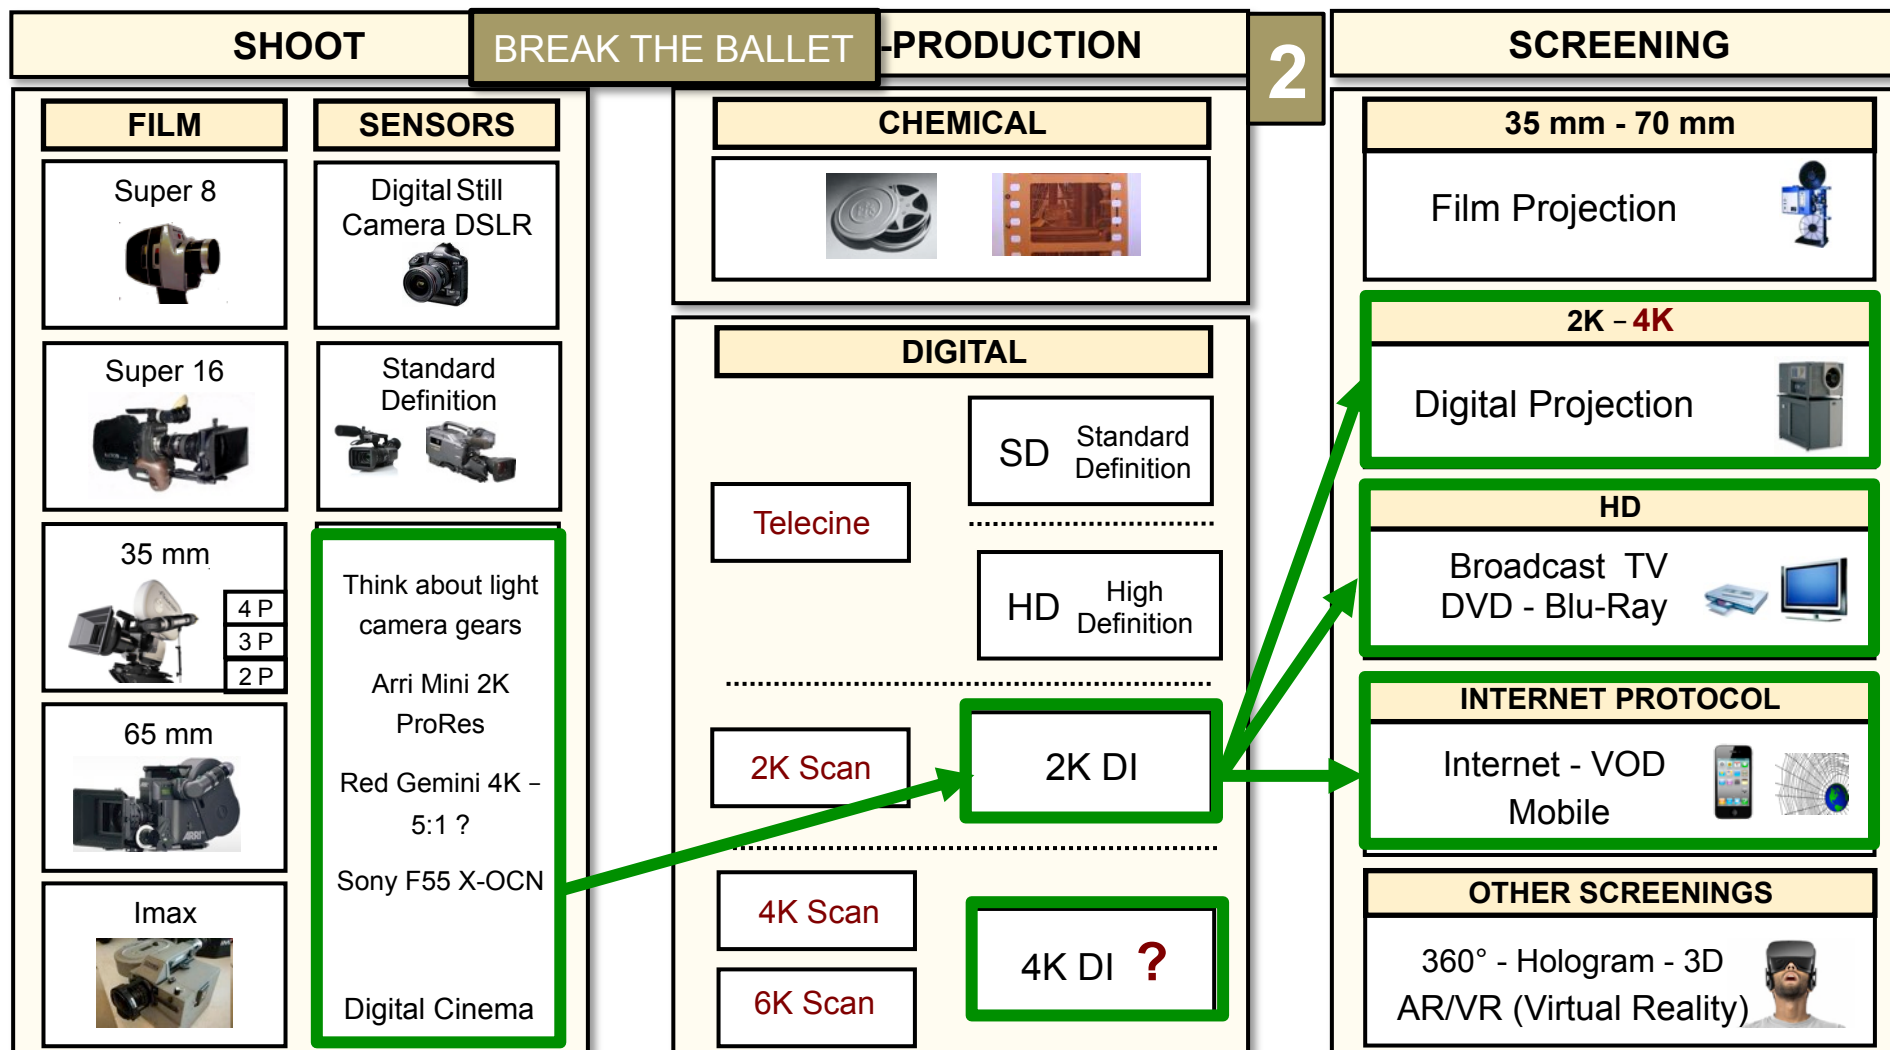 SHOOT
BREAK THE BALLET
-PRODUCTION
2
SCREENING
FILM
Super 8
Super 16
35 mm
4 P
3 P
2 P
65 mm
ARRI
Imax
SENSORS
Digital Still
Camera DSLR
Standard
Definition
Think about light
camera gears
Arri Mini 2K
ProRes
Red Gemini 4K –
5:1 ?
Sony F55 X-OCN
Digital Cinema
CHEMICAL
DIGITAL
Telecine
SD
Standard
Definition
HD
High
Definition
2K Scan
2K DI
4K Scan
6K Scan
4K DI ?
35 mm - 70 mm
Film Projection
2K – 4K
Digital Projection
HD
Broadcast TV
DVD - Blu-Ray
INTERNET PROTOCOL
Internet - VOD
Mobile
OTHER SCREENINGS
360° - Hologram - 3D
AR/VR (Virtual Reality)